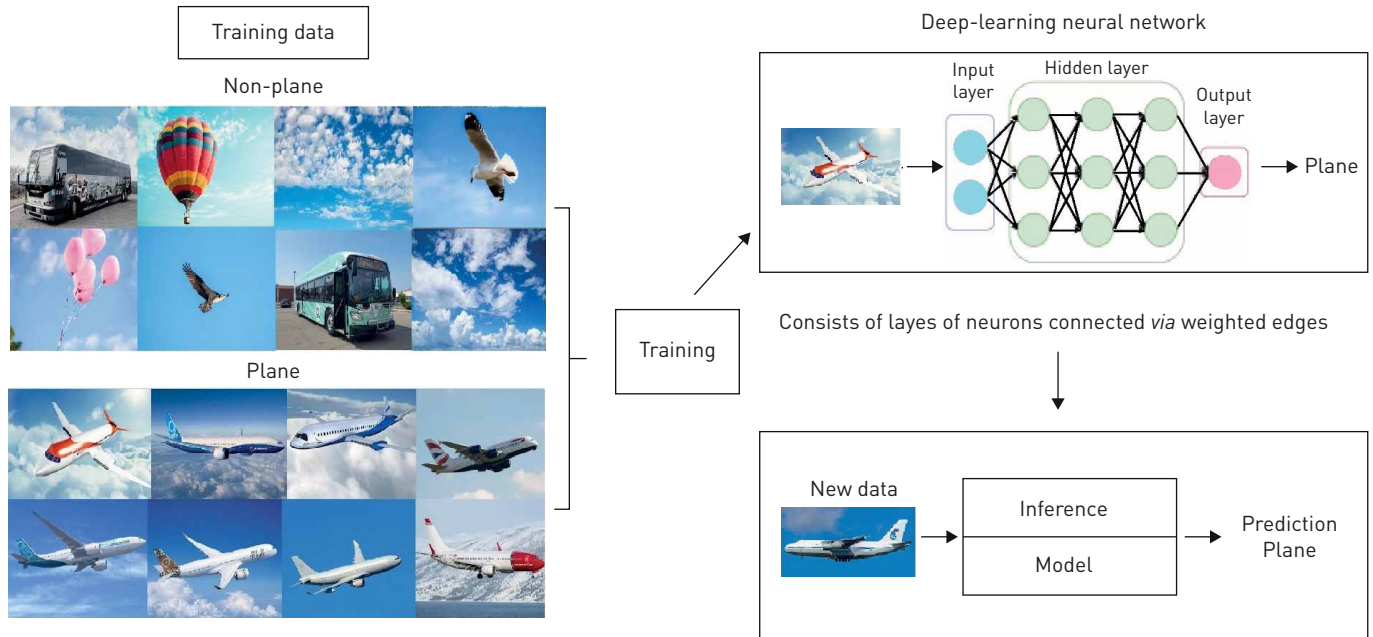 Training data
Non-plane
Plane
Training
Deep-learning neural network
Input
layer
Hidden layer
Output
layer
Plane
Consists of layes of neurons connected via weighted edges
New data
Inference
Model
Prediction
Plane